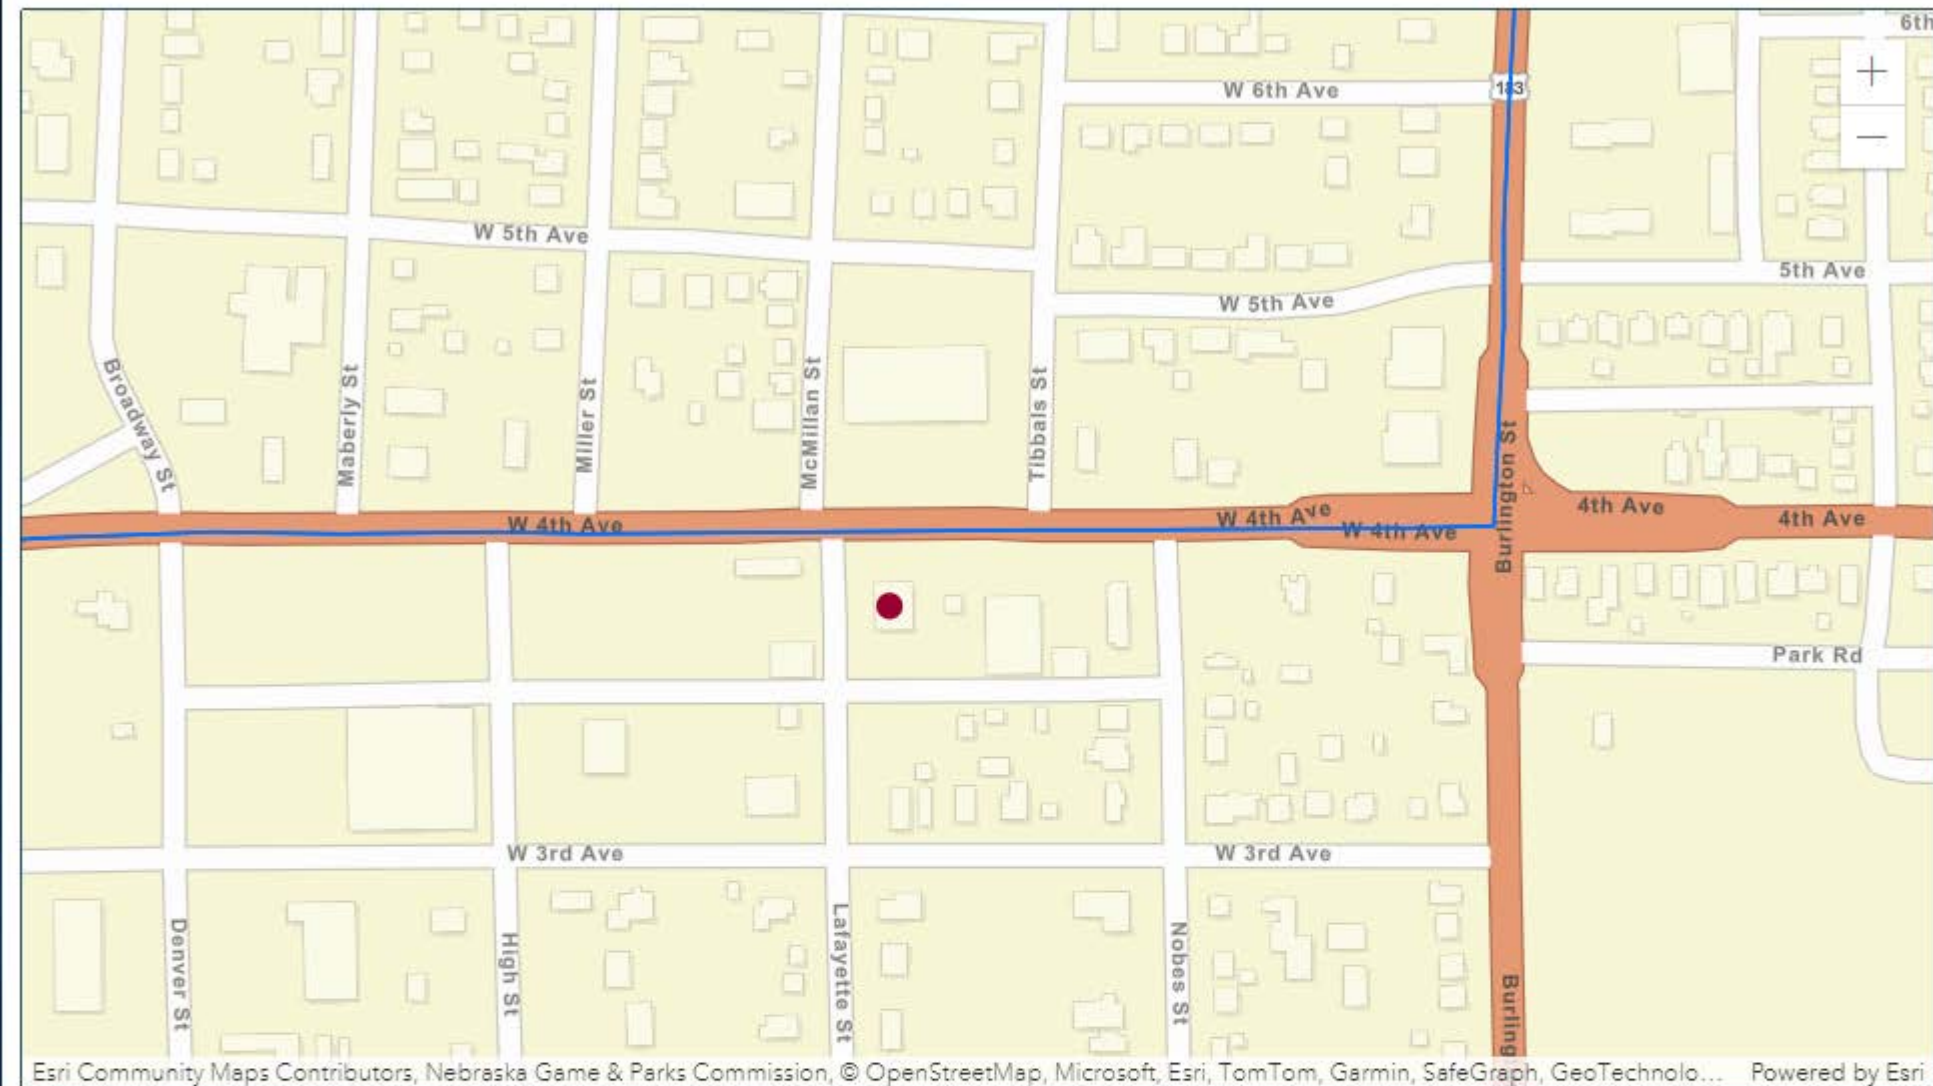 6th
W 6th Ave
183
+
−
W 5th Ave
5th Ave
W 5th Ave
Broadway St
Maberly St
Miller St
McMillan St
Tibbals St
Burlington St
W 4th Ave
W 4th Ave
W 4th Ave
4th Ave
4th Ave
Park Rd
W 3rd Ave
W 3rd Ave
Denver St
High St
Lafayette St
Nobes St
Burling
Esri Community Maps Contributors, Nebraska Game & Parks Commission, © OpenStreetMap, Microsoft, Esri, TomTom, Garmin, SafeGraph, GeoTechnolo... Powered by Esri